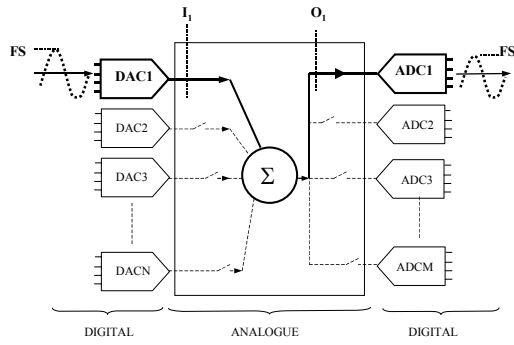 I1 O1
FS DAC1 ADC1 FS
DAC2 ADC2
DAC3 Σ ADC3
DACN ADCM
DIGITAL ANALOGUE DIGITAL